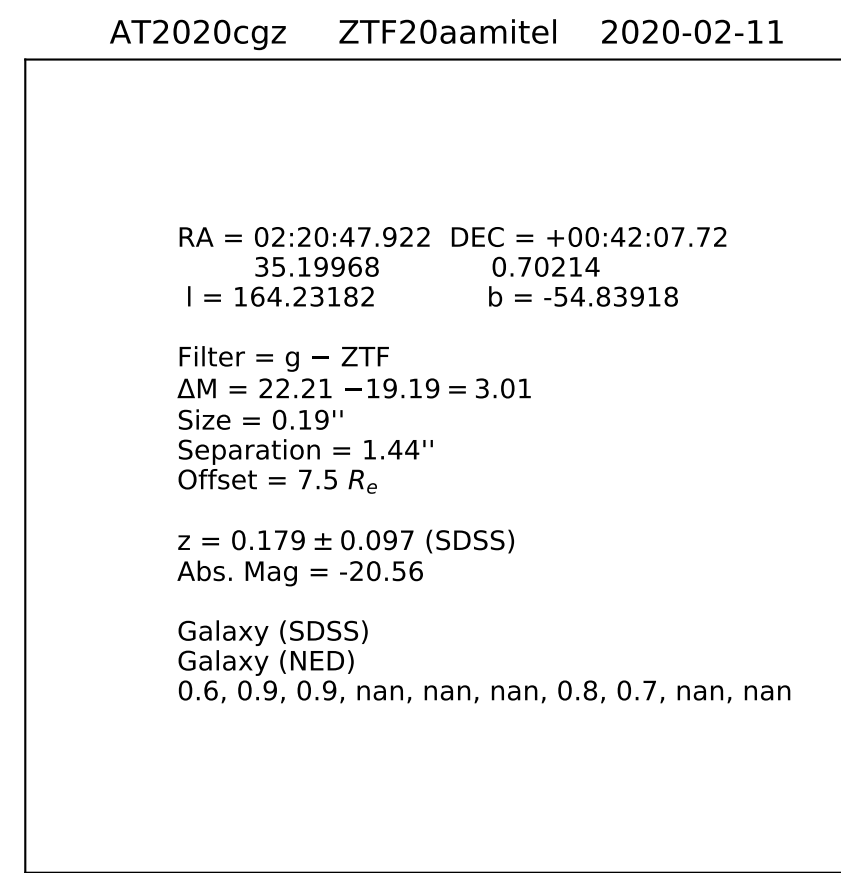 AT2020cgz ZTF20aamitel 2020-02-11
RA = 02:20:47.922 DEC = +00:42:07.72
35.19968 0.70214
l = 164.23182 b = -54.83918
Filter = g − ZTF
ΔM = 22.21 −19.19 = 3.01
Size = 0.19''
Separation = 1.44''
Offset = 7.5 Re
z = 0.179 ± 0.097 (SDSS)
Abs. Mag = -20.56
Galaxy (SDSS)
Galaxy (NED)
0.6, 0.9, 0.9, nan, nan, nan, 0.8, 0.7, nan, nan